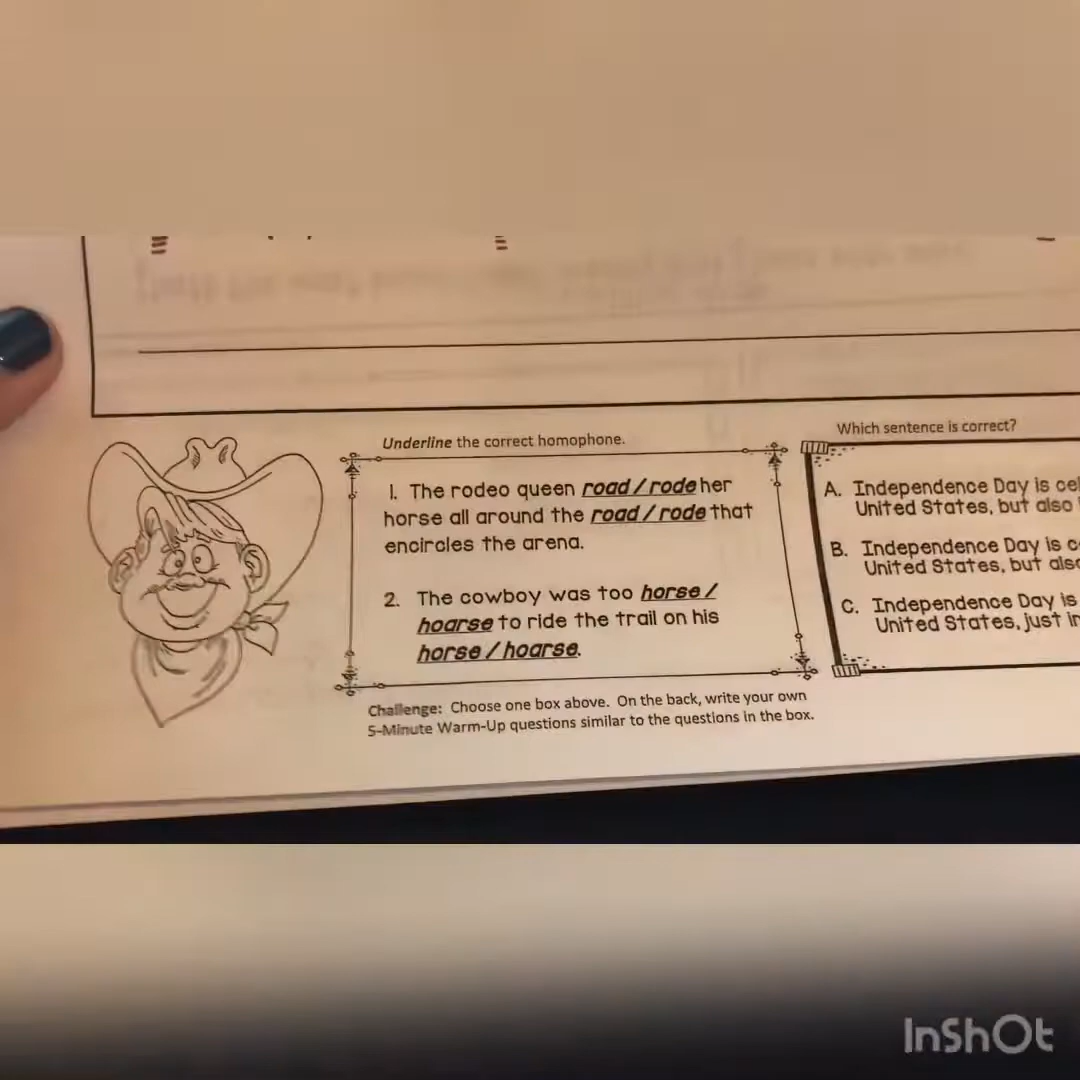 Underline the correct homophone.
1. The rodeo queen road / rode her
horse all around the road / rode that
encircles the arena.
2. The cowboy was too horse /
hoarse to ride the trail on his
horse / hoarse.
Challenge: Choose one box above. On the back, write your own
5-Minute Warm-Up questions similar to the questions in the box.
Which sentence is correct?
A. Independence Day is cel
United States, but also
B. Independence Day is c
United States, but also
C. Independence Day is
United States, just in
InShOt